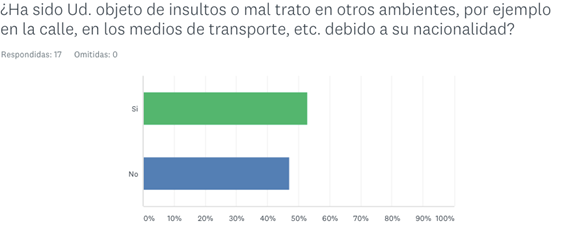 ¿Ha sido Ud. objeto de insultos o mal trato en otros ambientes, por ejemplo
en la calle, en los medios de transporte, etc. debido a su nacionalidad?
Respondidas: 17 Omitidas: 0
Si
No
0% 10% 20% 30% 40% 50% 60% 70% 80% 90% 100%